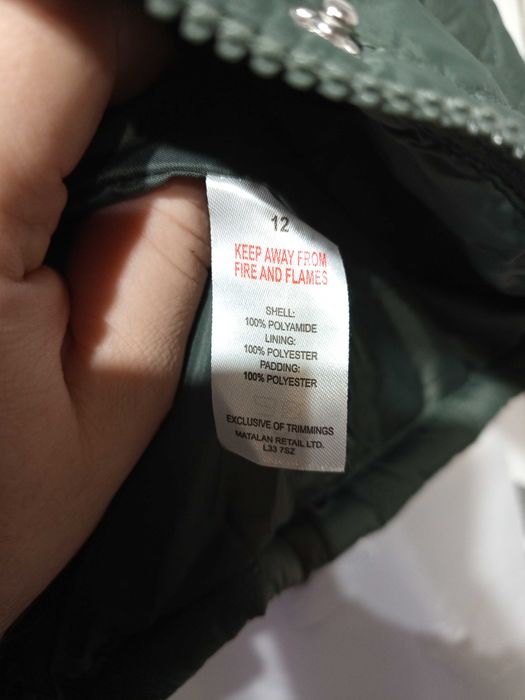 12
KEEP AWAY FROM
FIRE AND FLAMES
SHELL:
100% POLYAMIDE
LINING:
100% POLYESTER
PADDING:
100% POLYESTER
EXCLUSIVE OF TRIMMINGS
MATALAN RETAIL LTD.
L33 7SZ